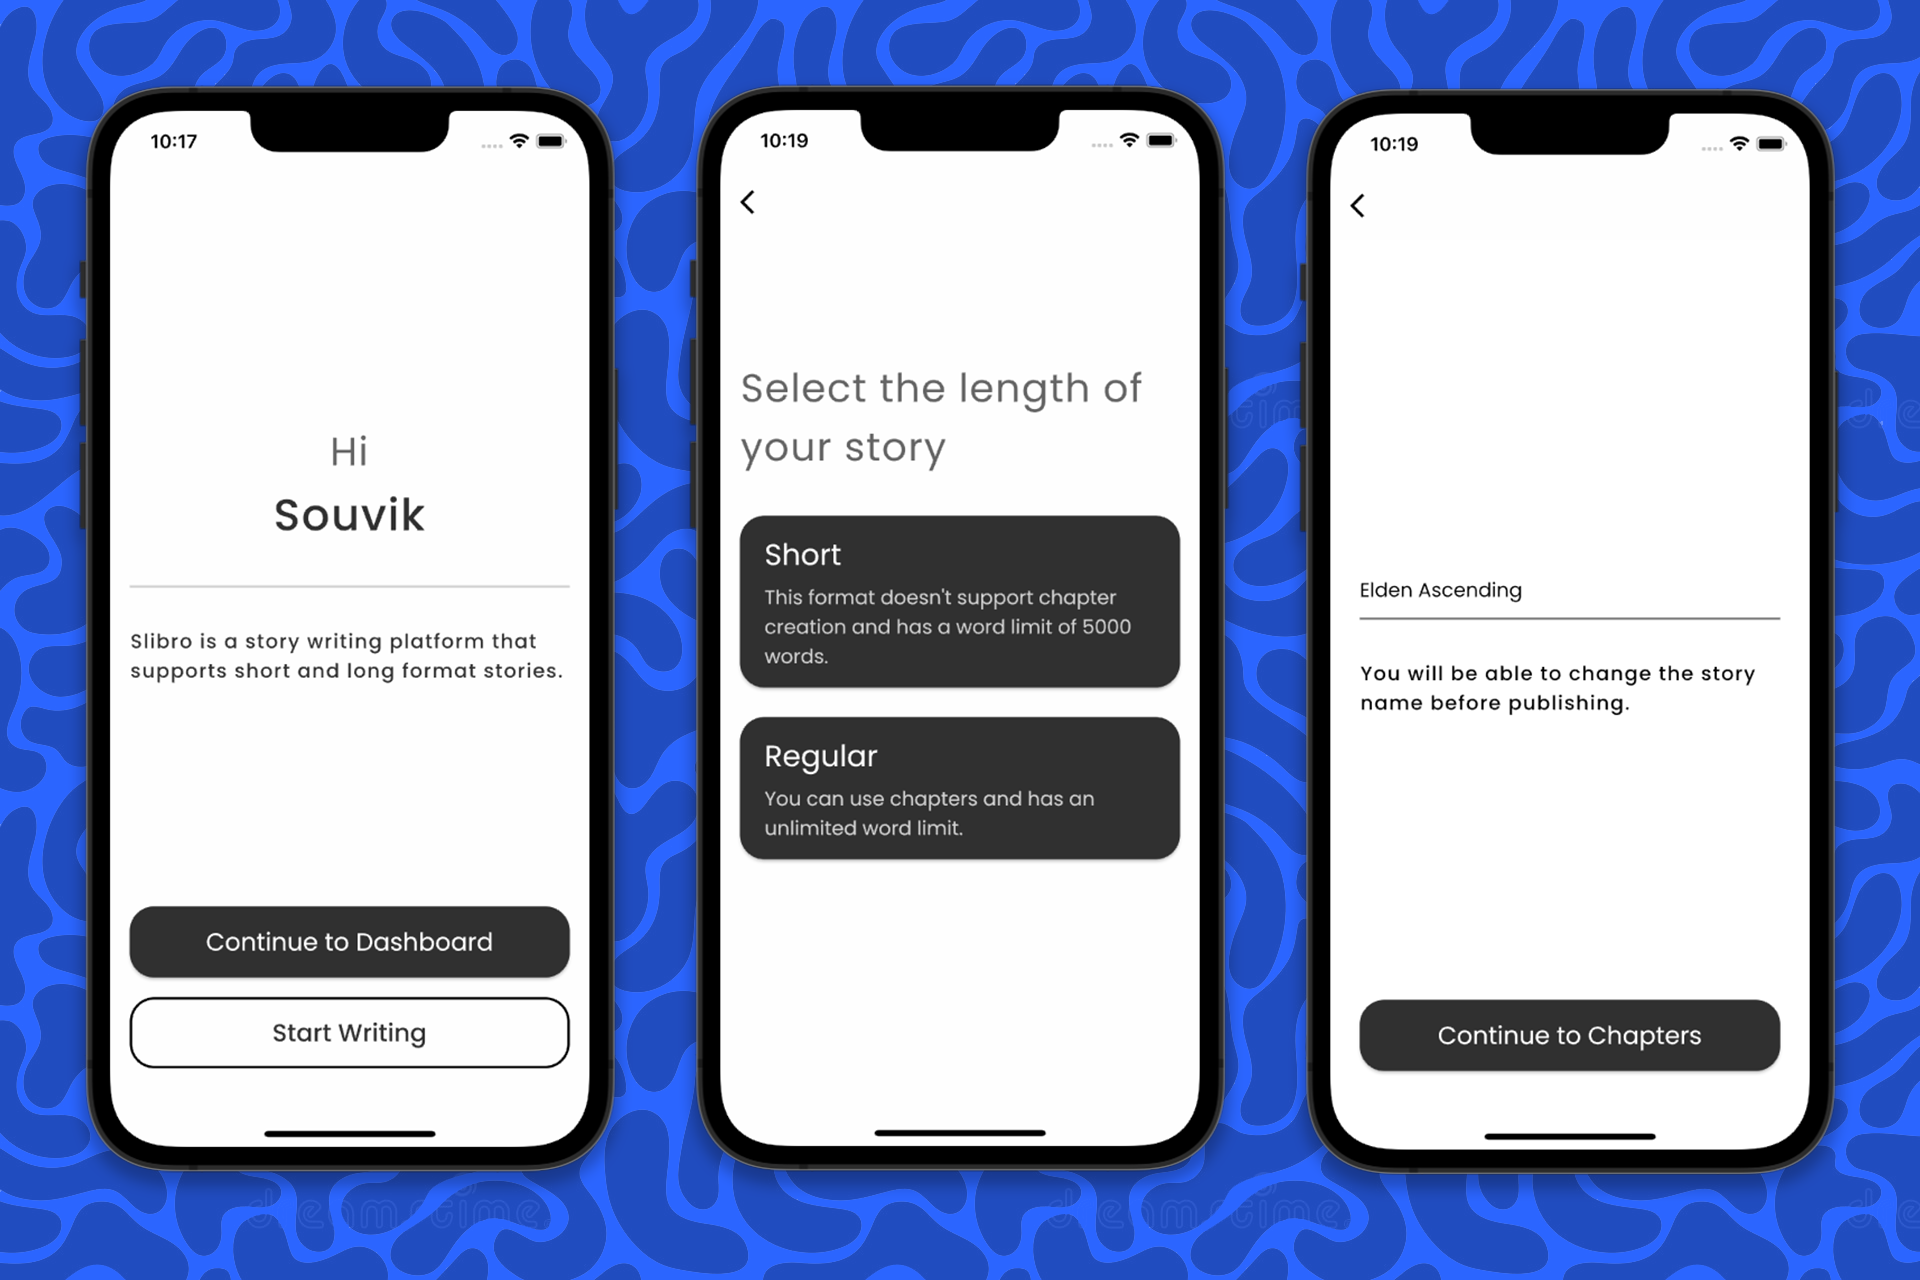 10:17
Hi
Souvik
Slibro is a story writing platform that
supports short and long format stories.
Continue to Dashboard
Start Writing
10:19
Select the length of
your story
Short
This format doesn't support chapter
creation and has a word limit of 5000
words.
Regular
You can use chapters and has an
unlimited word limit.
10:19
Elden Ascending
You will be able to change the story
name before publishing.
Continue to Chapters
dreamstime
dreamstime